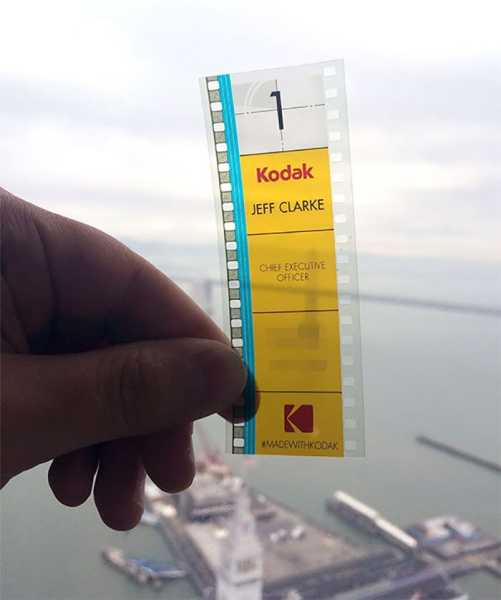 1
Kodak
JEFF CLARKE
CHIEF EXECUTIVE
OFFICER
#MADEWITHKODAK